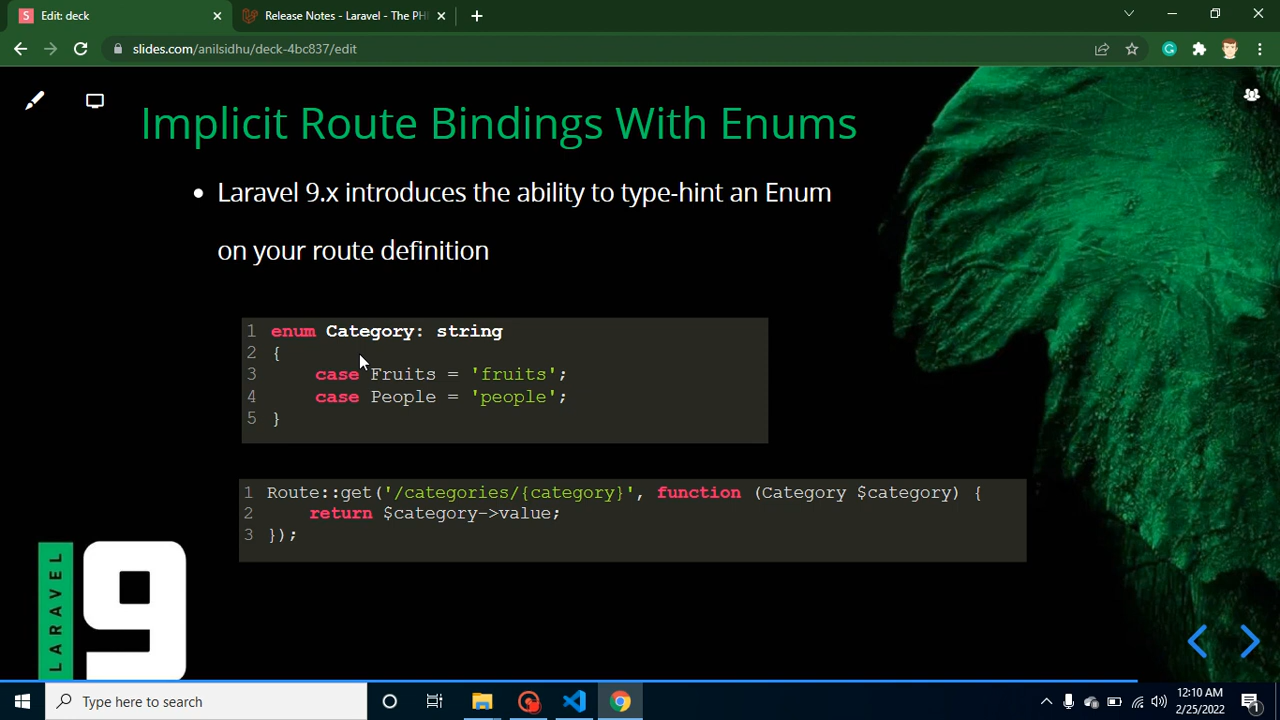 Edit: deck
Release Notes - Laravel - The PH
slides.com/anilsidhu/deck-4bc837/edit
Implicit Route Bindings With Enums
• Laravel 9.x introduces the ability to type-hint an Enum
on your route definition
1 enum Category: string
2 {
3     case Fruits = 'fruits';
4     case People = 'people';
5 }
1 Route::get('/categories/{category}', function (Category $category) {
2     return $category->value;
3 });
LARAVEL
9
Type here to search
12:10 AM
2/25/2022
1